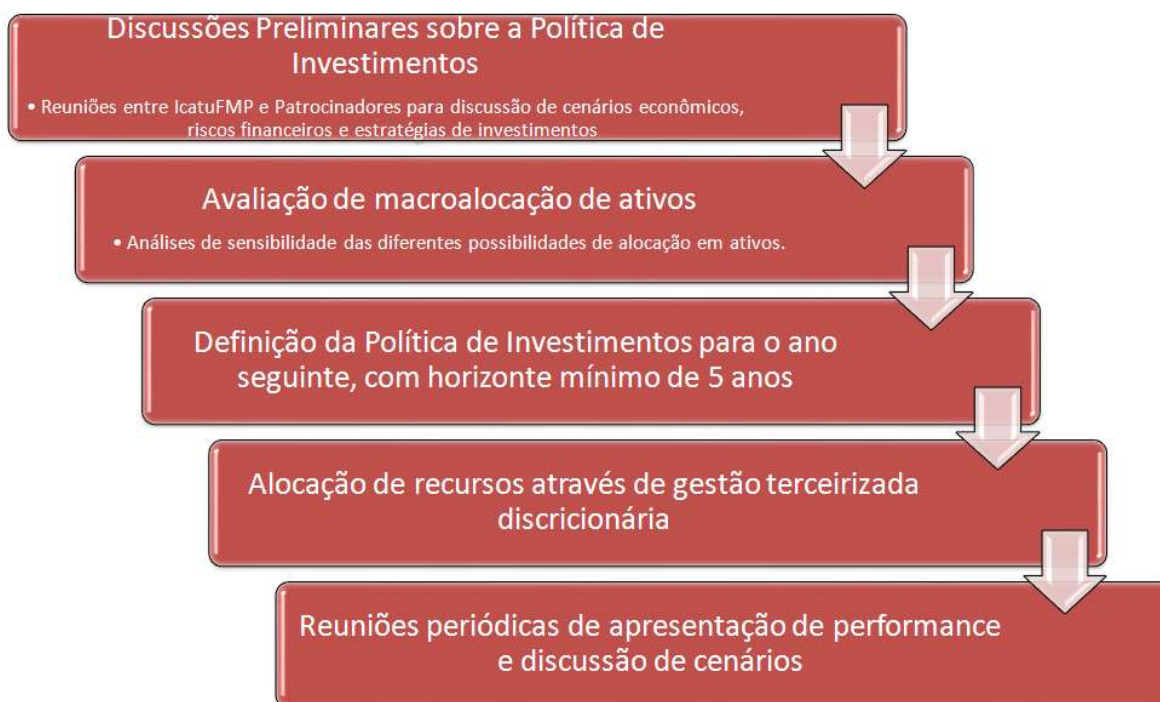 Discussões Preliminares sobre a Política de
Investimentos
• Reuniões entre IcatuFMP e Patrocinadores para discussão de cenários econômicos,
riscos financeiros e estratégias de investimentos
Avaliação de macroalocação de ativos
• Análises de sensibilidade das diferentes possibilidades de alocação em ativos.
Definição da Política de Investimentos para o ano
seguinte, com horizonte mínimo de 5 anos
Alocação de recursos através de gestão terceirizada
discricionária
Reuniões periódicas de apresentação de performance
e discussão de cenários